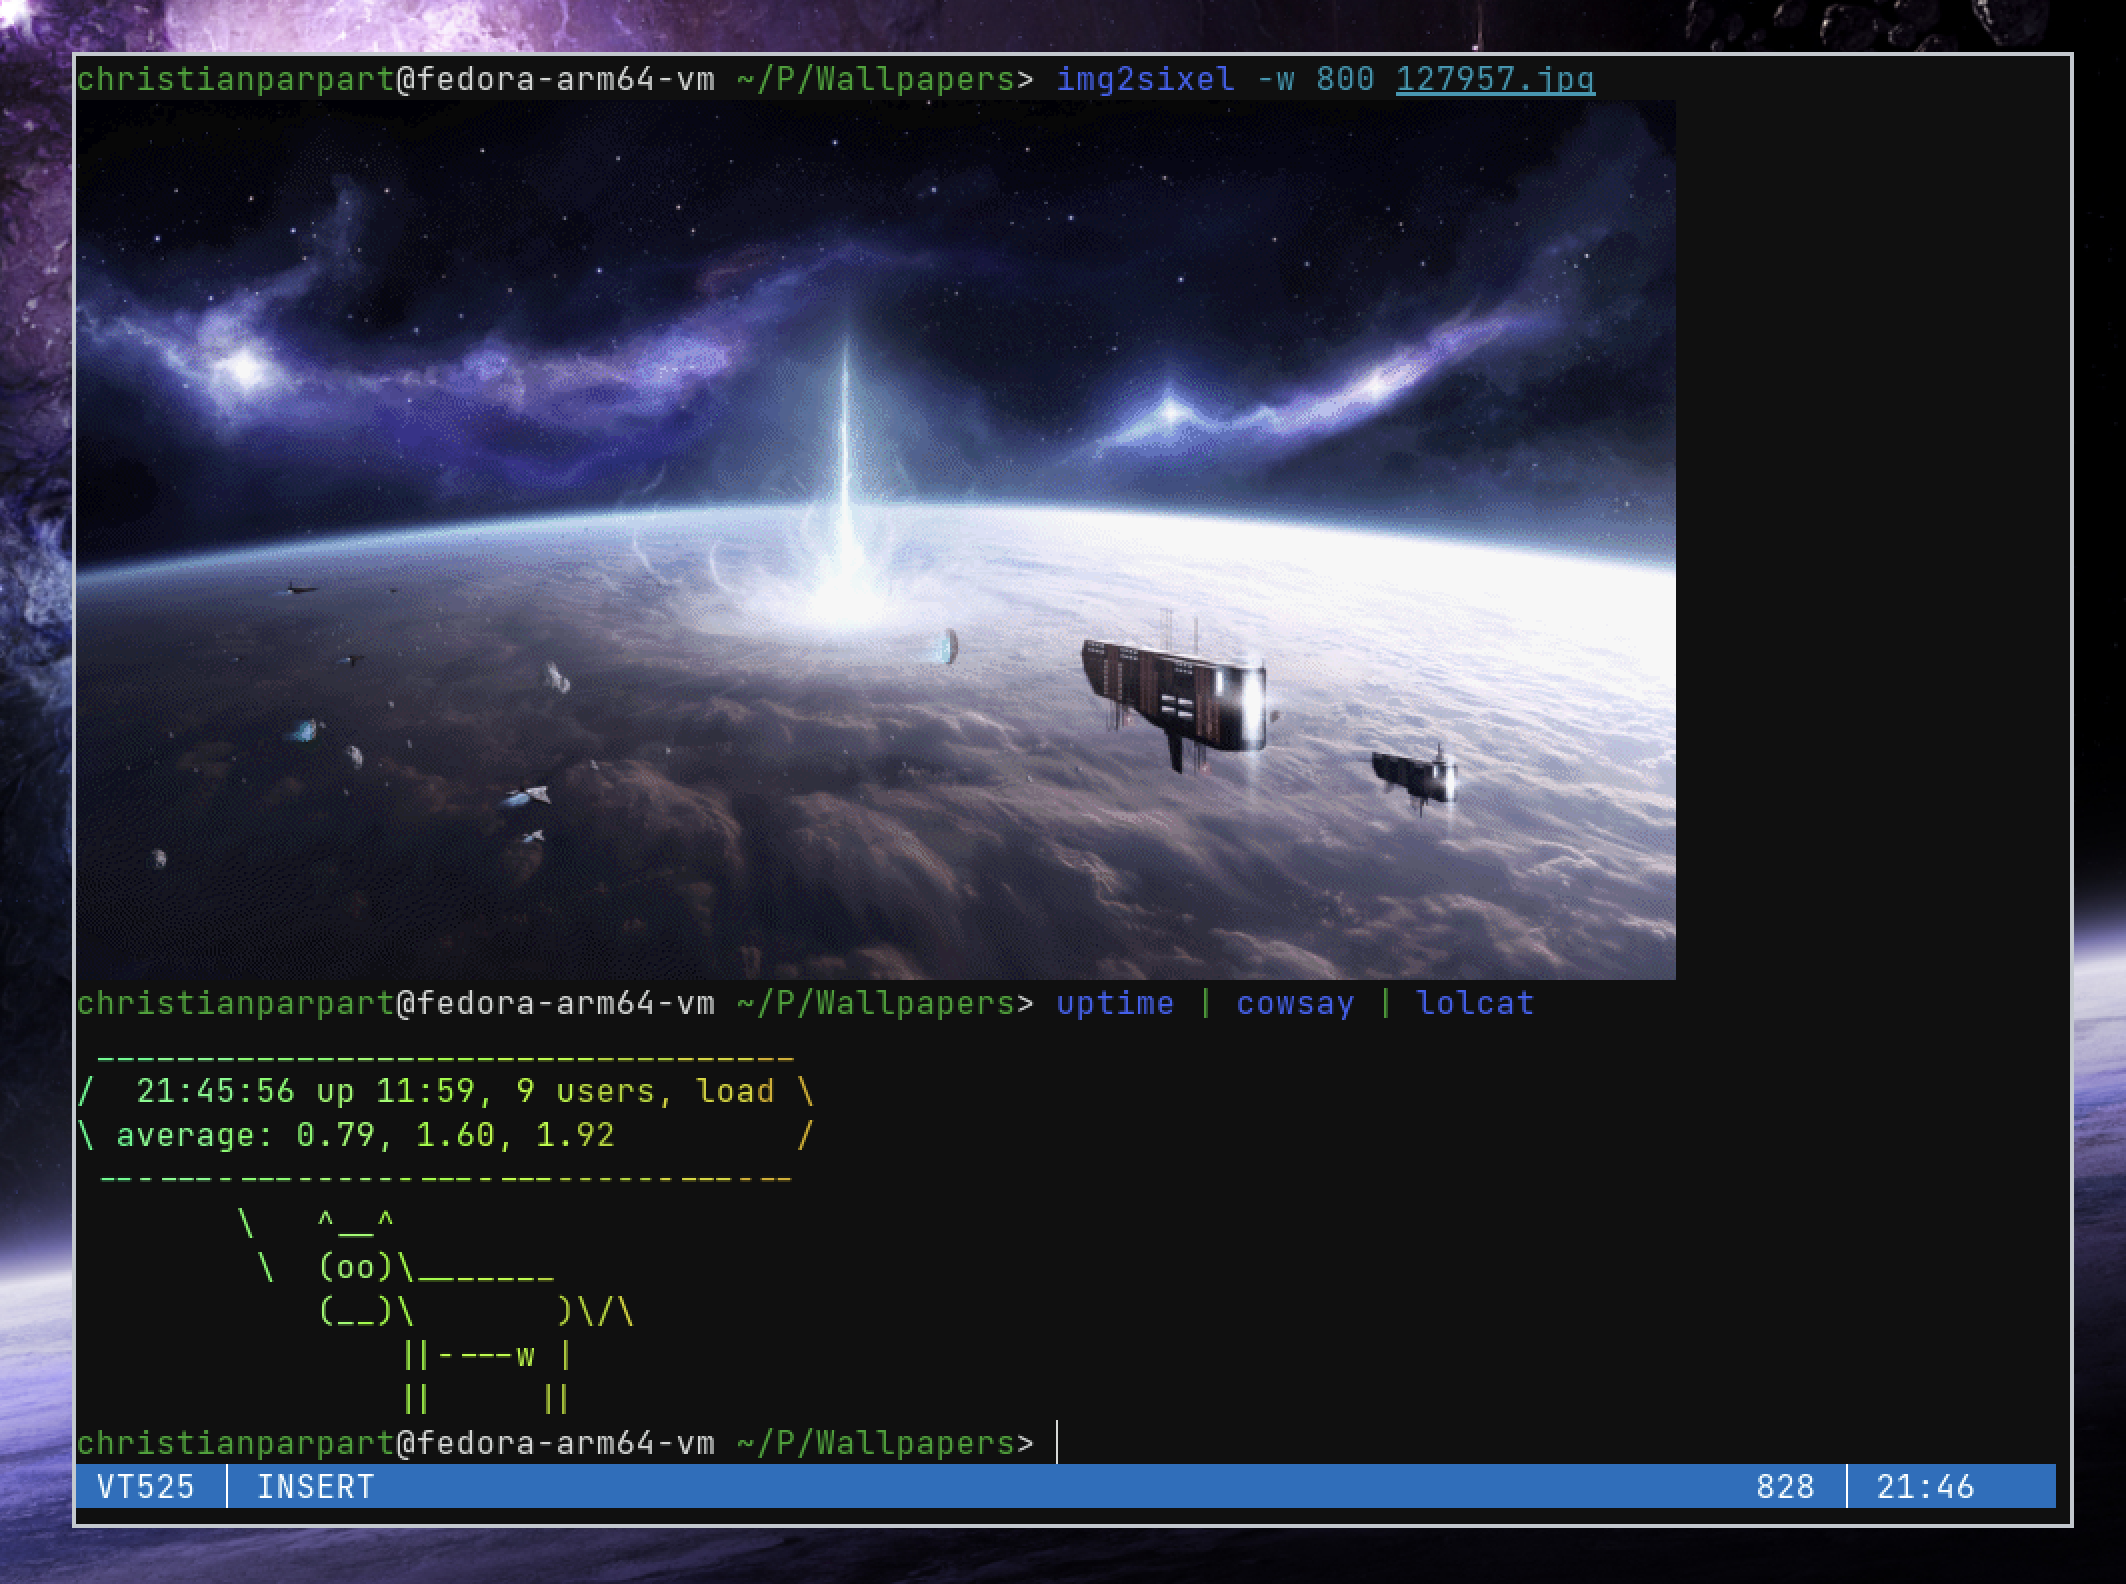 christianparpart@fedora-arm64-vm ~/P/Wallpapers> img2sixel -w 800 127957.jpg
christianparpart@fedora-arm64-vm ~/P/Wallpapers> uptime | cowsay | lolcat
 ___________________________________
/  21:45:56 up 11:59, 9 users, load \
\ average: 0.79, 1.60, 1.92         /
 -----------------------------------
        \   ^__^
         \  (oo)\_______
            (__)\       )\/\
                ||----w |
                ||     ||
christianparpart@fedora-arm64-vm ~/P/Wallpapers>
VT525 │ INSERT 828 │ 21:46